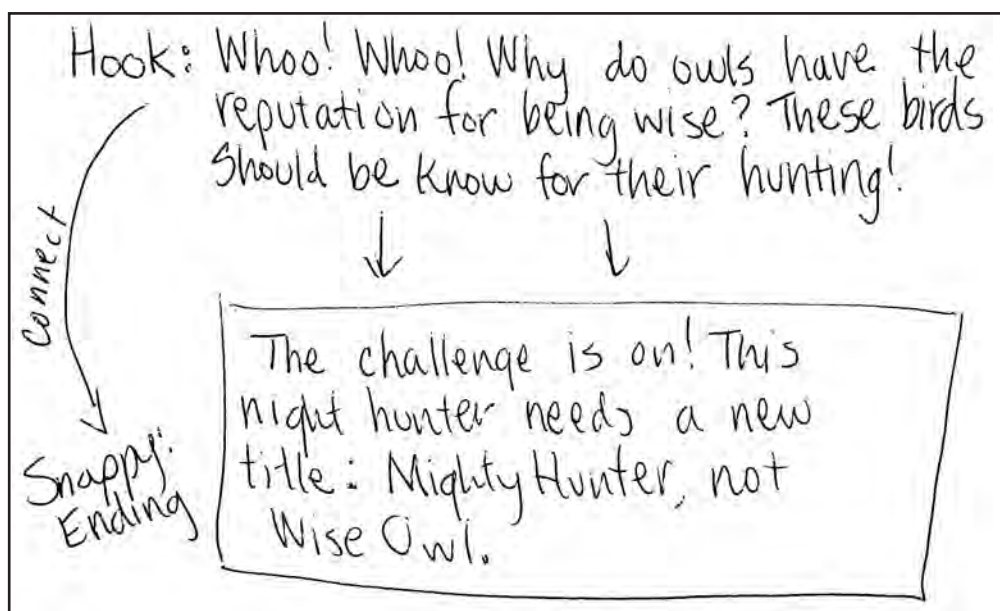 Hook: Whoo! Whoo! Why do owls have the
reputation for being wise? These birds
should be know for their hunting!
Connect
The challenge is on! This
night hunter needs a new
title: Mighty Hunter, not
Wise Owl.
Snappy:
Ending